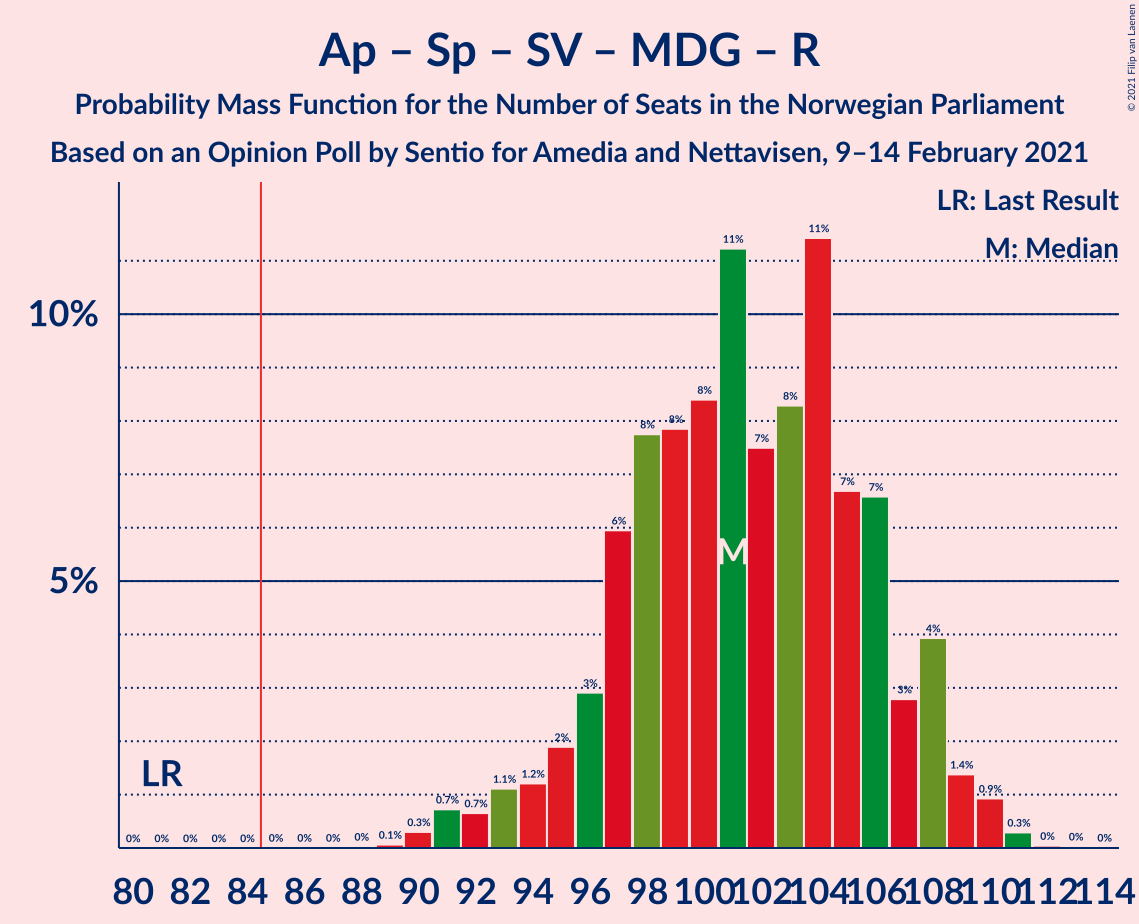 Ap – Sp – SV – MDG – R
Probability Mass Function for the Number of Seats in the Norwegian Parliament
Based on an Opinion Poll by Sentio for Amedia and Nettavisen, 9–14 February 2021
© 2021 Filip van Laenen
LR: Last Result
M: Median
10%
5%
LR
M
0% 0% 0% 0% 0% 0% 0% 0% 0% 0.1% 0.3% 0.7% 0.7% 1.1% 1.2% 2% 3% 6% 8% 8% 8% 11% 7% 8% 11% 7% 7% 3% 4% 1.4% 0.9% 0.3% 0% 0% 0%
80 82 84 86 88 90 92 94 96 98 100 102 104 106 108 110 112 114